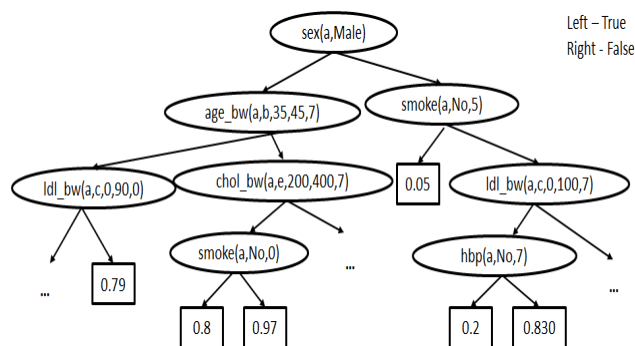 Left – True
Right - False
sex(a,Male)
age_bw(a,b,35,45,7)
smoke(a,No,5)
ldl_bw(a,c,0,90,0)
chol_bw(a,e,200,400,7)
0.05
ldl_bw(a,c,0,100,7)
...
0.79
smoke(a,No,0)
...
hbp(a,No,7)
...
0.8
0.97
0.2
0.830